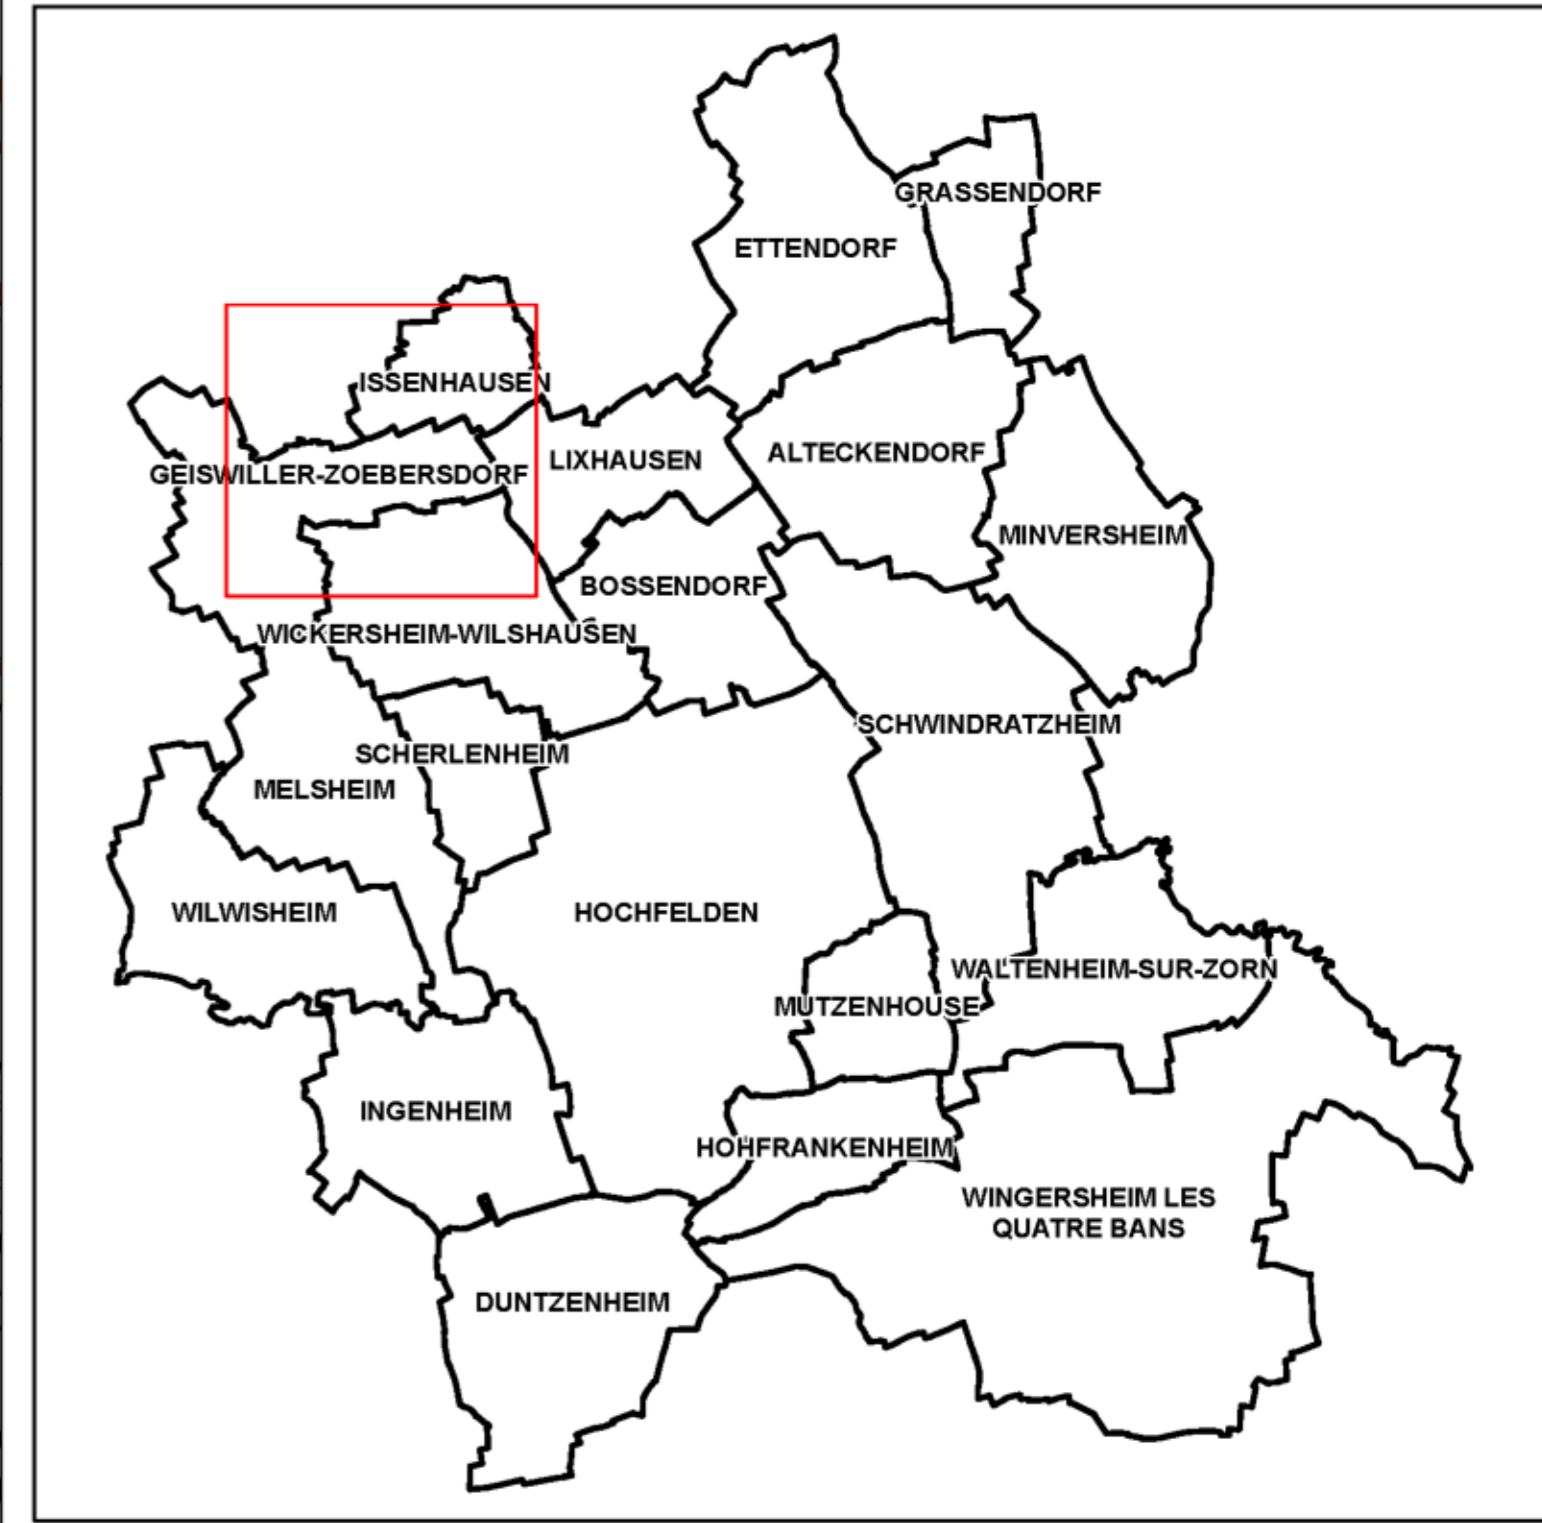 GRASSENDORF
ETTENDORF
ISSENHAUSEN
ALTECKENDORF
LIXHAUSEN
GEISWILLER-ZOEBERSDORF
MINVERSHEIM
BOSSENDORF
WICKERSHEIM-WILSHAUSEN
SCHWINDRATZHEIM
SCHERLENHEIM
MELSHEIM
WILWISHEIM
HOCHFELDEN
WALTENHEIM-SUR-ZORN
MUTZENHOUSE
INGENHEIM
HOHFRANKENHEIM
WINGERSHEIM LES
QUATRE BANS
DUNTZENHEIM